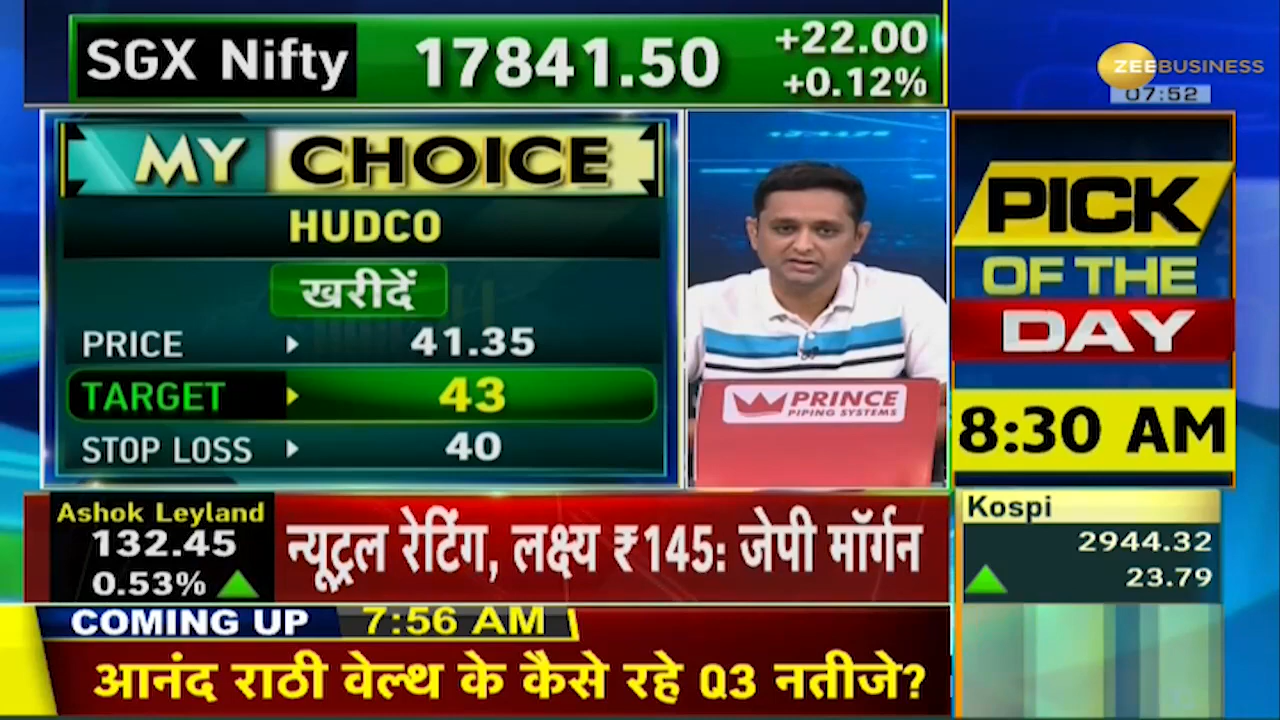 SGX Nifty 17841.50 +22.00
+0.12%
ZEEBUSINESS
07:52
MY CHOICE
HUDCO
खरीदें
PRICE 41.35
TARGET 43
STOP LOSS 40
PRINCE
PIPING SYSTEMS
PICK
OF THE
DAY
8:30 AM
Ashok Leyland
132.45
0.53%
न्यूट्रल रेटिंग, लक्ष्य ₹145: जेपी मॉर्गन
Kospi
2944.32
23.79
COMING UP 7:56 AM
आनंद राठी वेल्थ के कैसे रहे Q3 नतीजे?